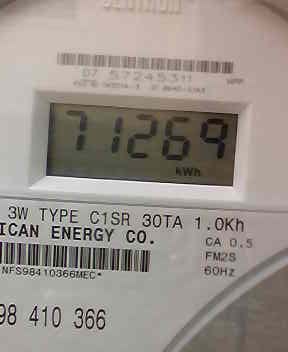 07 57245311
71269
kWh
3W TYPE C1SR 30TA 1.0Kh
ICAN ENERGY CO.
CA 0.5
FM2S
60Hz
NFS98410366MEC*
98 410 366